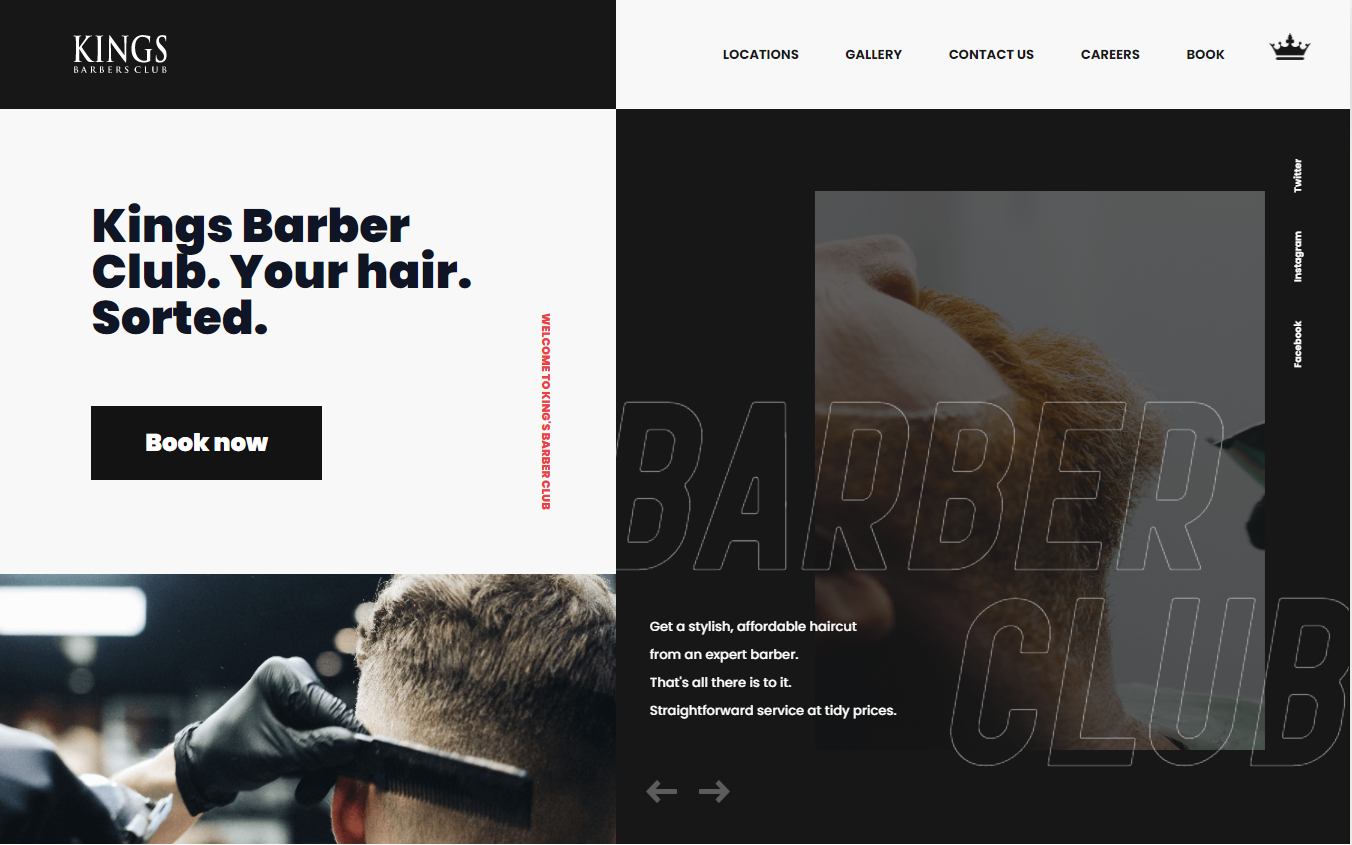 KINGS
BARBERS CLUB
LOCATIONS
GALLERY
CONTACT US
CAREERS
BOOK
Kings Barber
Club. Your hair.
Sorted.
Book now
WELCOME TO KING'S BARBER CLUB
Twitter
Instagram
Facebook
BARBER
CLUB
Get a stylish, affordable haircut
from an expert barber.
That's all there is to it.
Straightforward service at tidy prices.